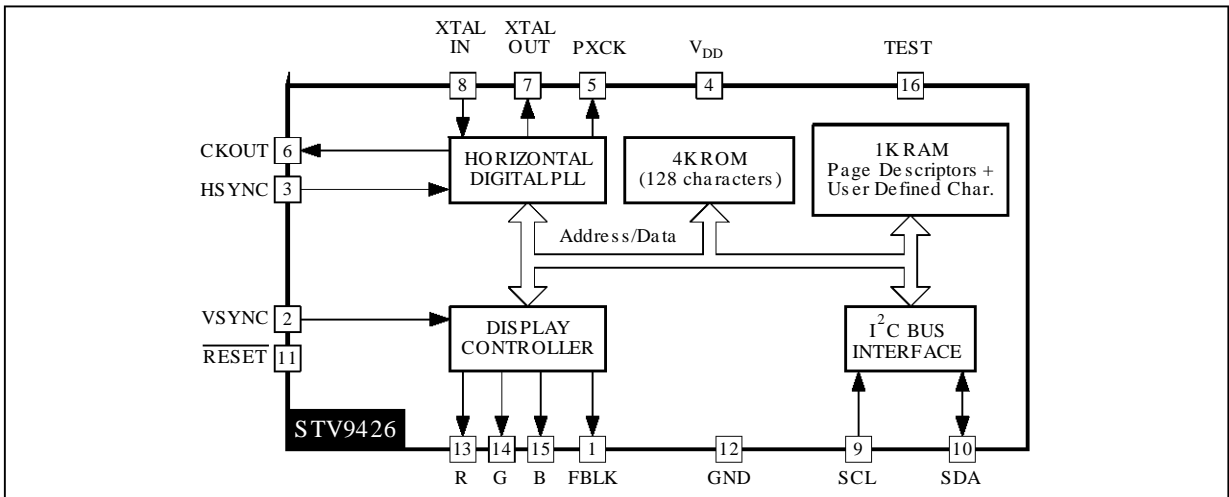 XTAL IN
XTAL OUT
PXCK
VDD
TEST
8
7
5
4
16
CKOUT
6
HSYNC
3
HORIZONTAL
DIGITAL PLL
4K ROM
(128 characters)
1K RAM
Page Descriptors +
User Defined Char.
Address/Data
VSYNC
2
RESET
11
DISPLAY
CONTROLLER
I2C BUS
INTERFACE
STV9426
13
14
15
1
12
9
10
R
G
B
FBLK
GND
SCL
SDA